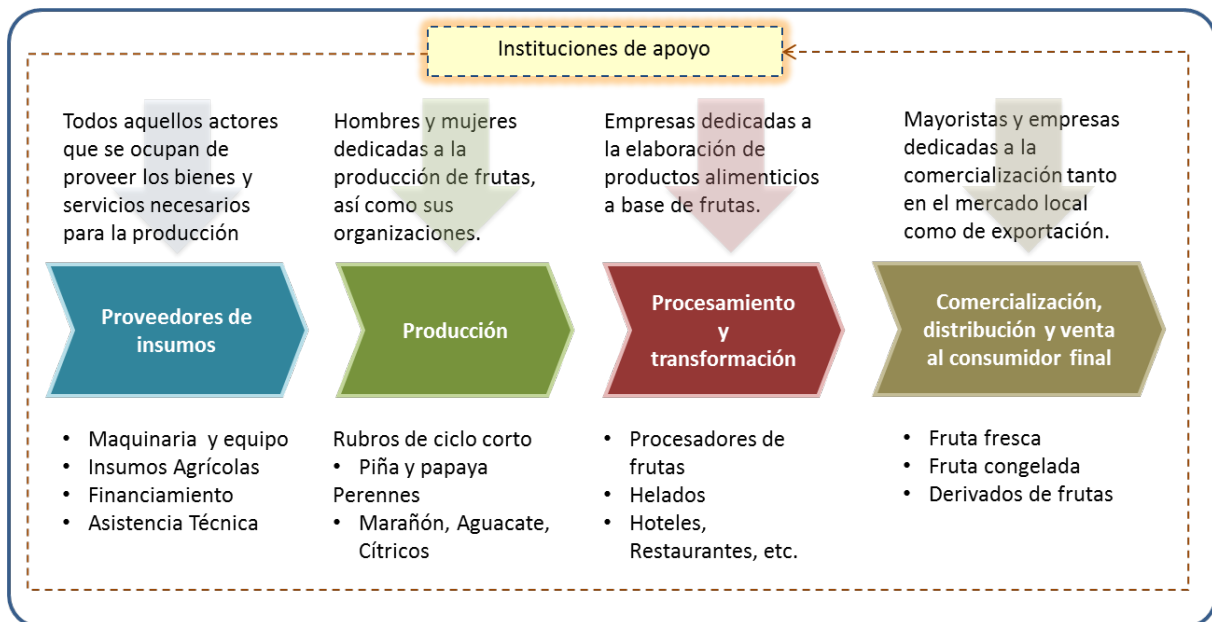 Instituciones de apoyo
Todos aquellos actores
que se ocupan de
proveer los bienes y
servicios necesarios
para la producción
Hombres y mujeres
dedicadas a la
producción de frutas,
así como sus
organizaciones.
Empresas dedicadas a
la elaboración de
productos alimenticios
a base de frutas.
Mayoristas y empresas
dedicadas a la
comercialización tanto
en el mercado local
como de exportación.
Proveedores de
insumos
Producción
Procesamiento
y
transformación
Comercialización,
distribución y venta
al consumidor final
• Maquinaria y equipo
• Insumos Agrícolas
• Financiamiento
• Asistencia Técnica
Rubros de ciclo corto
• Piña y papaya
Perennes
• Marañón, Aguacate,
Cítricos
• Procesadores de
frutas
• Helados
• Hoteles,
Restaurantes, etc.
• Fruta fresca
• Fruta congelada
• Derivados de frutas